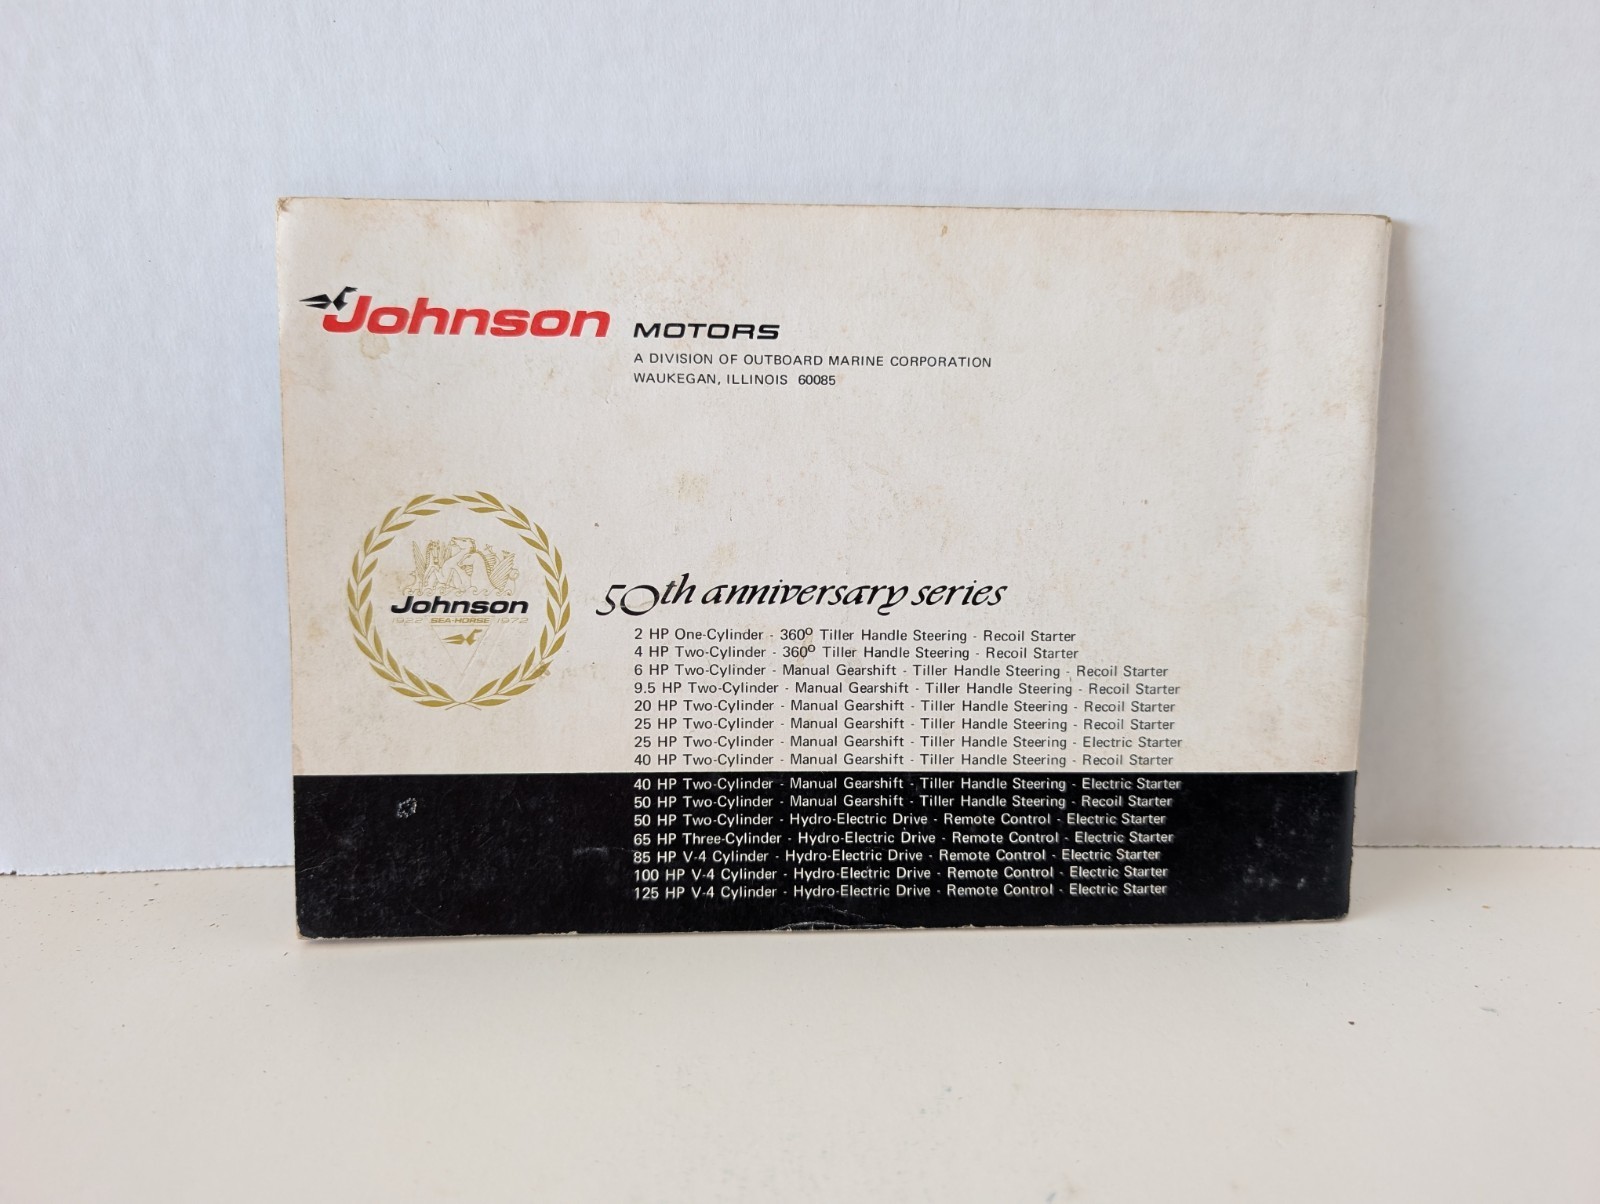 Johnson MOTORS
A DIVISION OF OUTBOARD MARINE CORPORATION
WAUKEGAN, ILLINOIS 60085
Johnson
1922 SEA-HORSE 1972
50th anniversary series
2 HP One-Cylinder - 360º Tiller Handle Steering - Recoil Starter
4 HP Two-Cylinder - 360º Tiller Handle Steering - Recoil Starter
6 HP Two-Cylinder - Manual Gearshift - Tiller Handle Steering - Recoil Starter
9.5 HP Two-Cylinder - Manual Gearshift - Tiller Handle Steering - Recoil Starter
20 HP Two-Cylinder - Manual Gearshift - Tiller Handle Steering - Recoil Starter
25 HP Two-Cylinder - Manual Gearshift - Tiller Handle Steering - Recoil Starter
25 HP Two-Cylinder - Manual Gearshift - Tiller Handle Steering - Electric Starter
40 HP Two-Cylinder - Manual Gearshift - Tiller Handle Steering - Recoil Starter
40 HP Two-Cylinder - Manual Gearshift - Tiller Handle Steering - Electric Starter
50 HP Two-Cylinder - Manual Gearshift - Tiller Handle Steering - Recoil Starter
50 HP Two-Cylinder - Hydro-Electric Drive - Remote Control - Electric Starter
65 HP Three-Cylinder - Hydro-Electric Drive - Remote Control - Electric Starter
85 HP V-4 Cylinder - Hydro-Electric Drive - Remote Control - Electric Starter
100 HP V-4 Cylinder - Hydro-Electric Drive - Remote Control - Electric Starter
125 HP V-4 Cylinder - Hydro-Electric Drive - Remote Control - Electric Starter